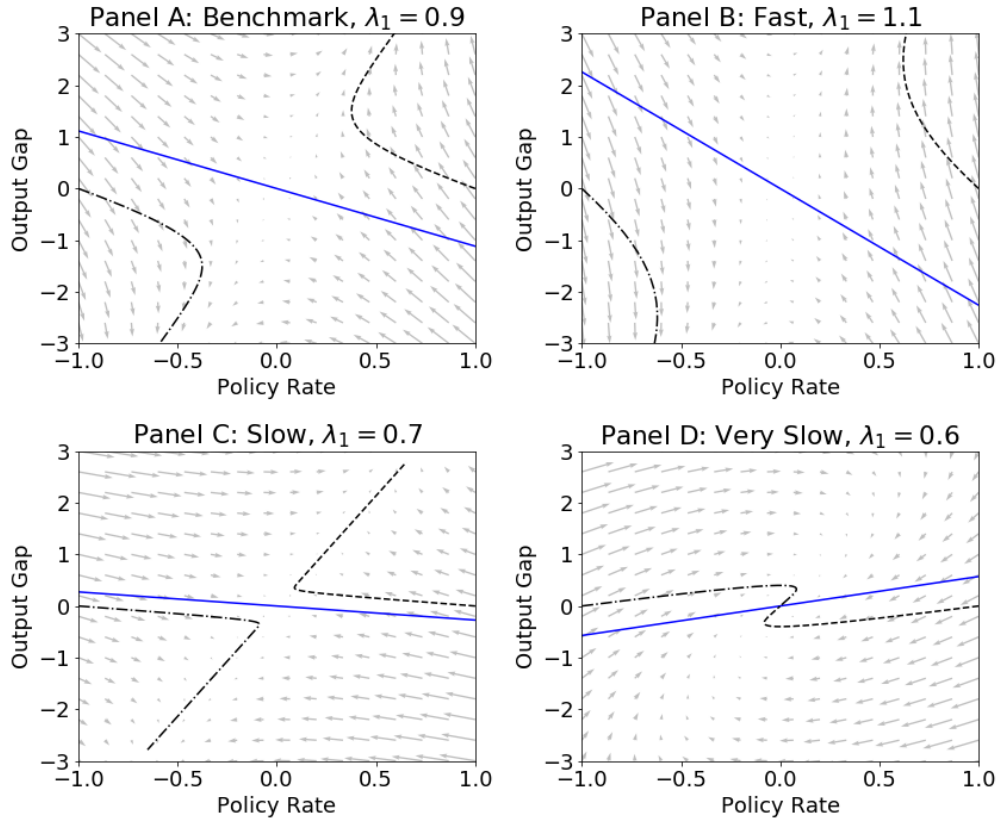 Panel A: Benchmark, λ₁ = 0.9
3
2
1
0
−1
−2
−3
Output Gap
−1.0 −0.5 0.0 0.5 1.0
Policy Rate
Panel B: Fast, λ₁ = 1.1
3
2
1
0
−1
−2
−3
Output Gap
−1.0 −0.5 0.0 0.5 1.0
Policy Rate
Panel C: Slow, λ₁ = 0.7
3
2
1
0
−1
−2
−3
Output Gap
−1.0 −0.5 0.0 0.5 1.0
Policy Rate
Panel D: Very Slow, λ₁ = 0.6
3
2
1
0
−1
−2
−3
Output Gap
−1.0 −0.5 0.0 0.5 1.0
Policy Rate